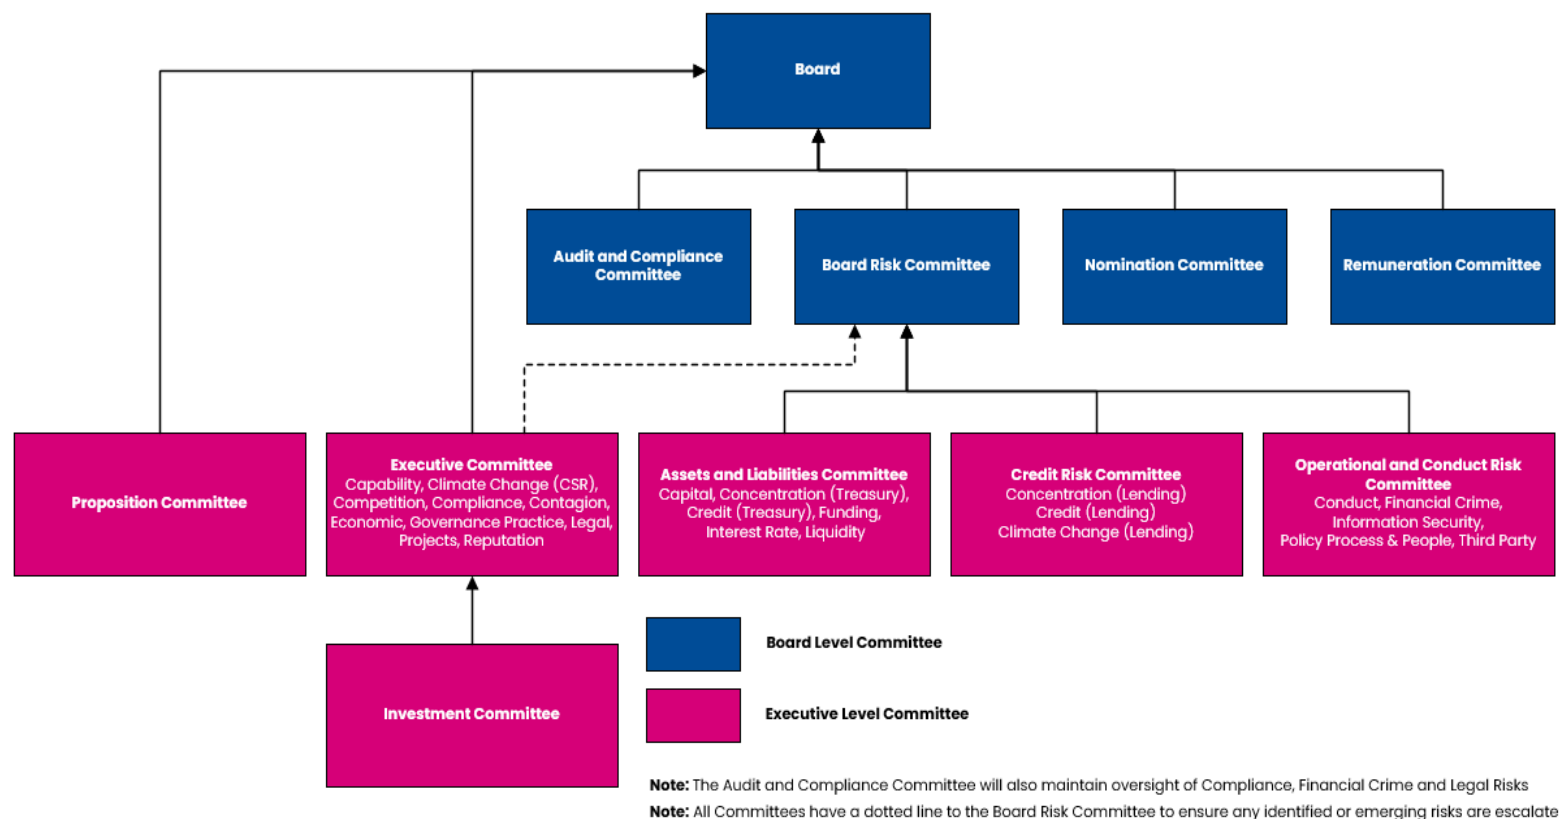 Board
Audit and Compliance
Committee
Board Risk Committee
Nomination Committee
Remuneration Committee
Proposition Committee
Executive Committee
Capability, Climate Change (CSR),
Competition, Compliance, Contagion,
Economic, Governance Practice, Legal,
Projects, Reputation
Assets and Liabilities Committee
Capital, Concentration (Treasury),
Credit (Treasury), Funding,
Interest Rate, Liquidity
Credit Risk Committee
Concentration (Lending)
Credit (Lending)
Climate Change (Lending)
Operational and Conduct Risk
Committee
Conduct, Financial Crime,
Information Security,
Policy Process & People, Third Party
Investment Committee
Board Level Committee
Executive Level Committee
Note: The Audit and Compliance Committee will also maintain oversight of Compliance, Financial Crime and Legal Risks
Note: All Committees have a dotted line to the Board Risk Committee to ensure any identified or emerging risks are escalate